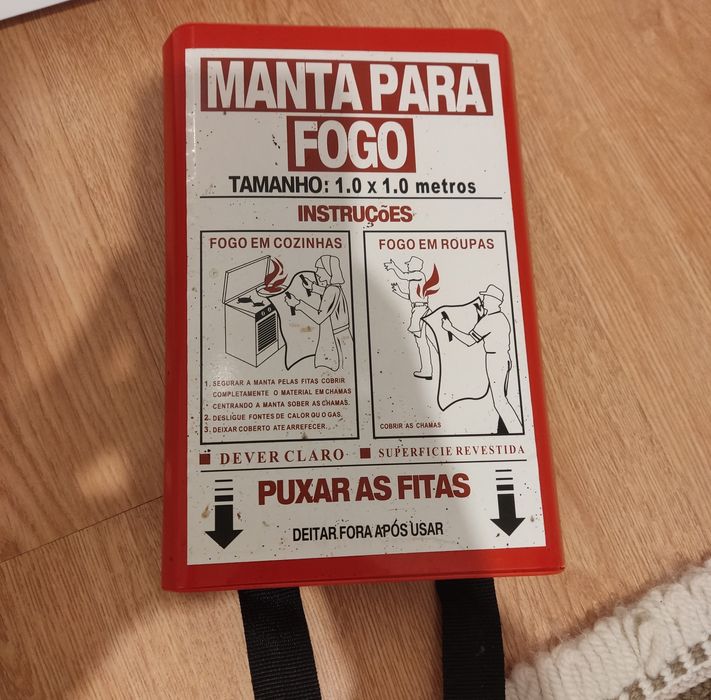 MANTA PARA
FOGO
TAMANHO: 1.0 x 1.0 metros
INSTRUÇõES
FOGO EM COZINHAS
1. SEGURAR A MANTA PELAS FITAS COBRIR
COMPLETAMENTE O MATERIAL EM CHAMAS
CENTRANDO A MANTA SOBER AS CHAMAS.
2. DESLIGUE FONTES DE CALOR OU O GAS.
3. DEIXAR COBERTO ATE ARREFECER.
FOGO EM ROUPAS
COBRIR AS CHAMAS
DEVER CLARO
SUPERFICIE REVESTIDA
PUXAR AS FITAS
DEITAR FORA APÓS USAR